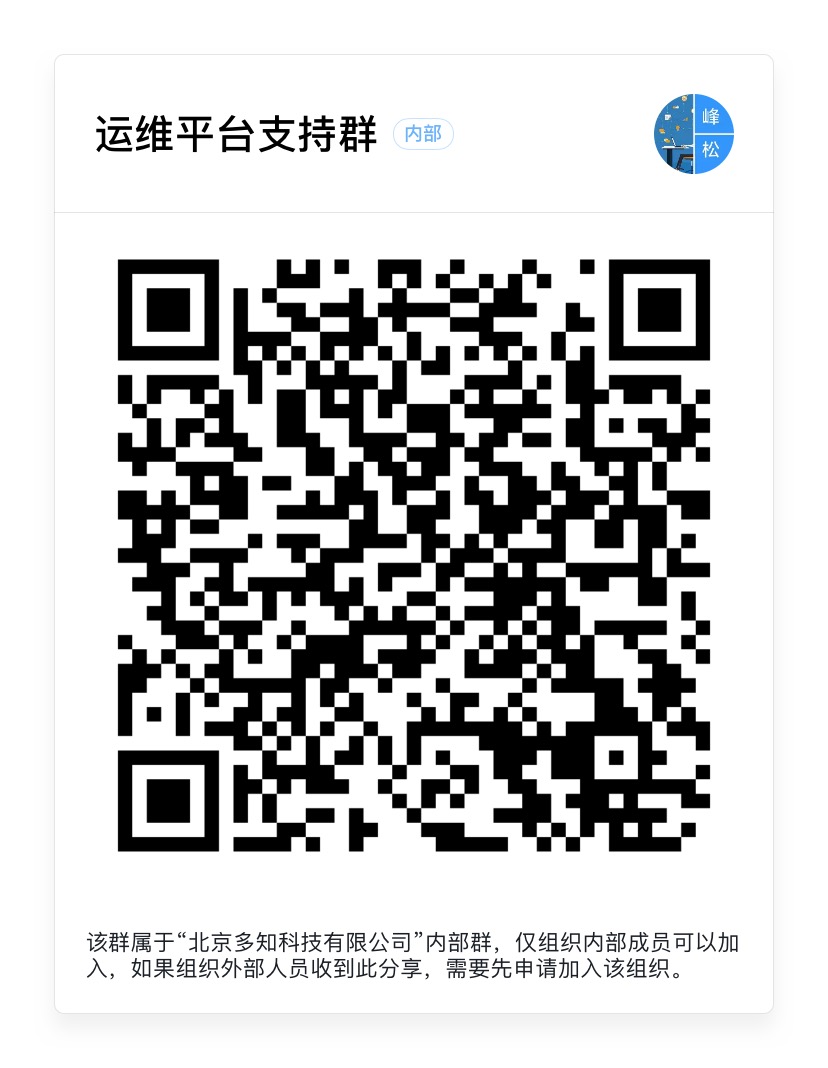 运维平台支持群
内部
峰
松
该群属于“北京多知科技有限公司”内部群，仅组织内部成员可以加
入，如果组织外部人员收到此分享，需要先申请加入该组织。